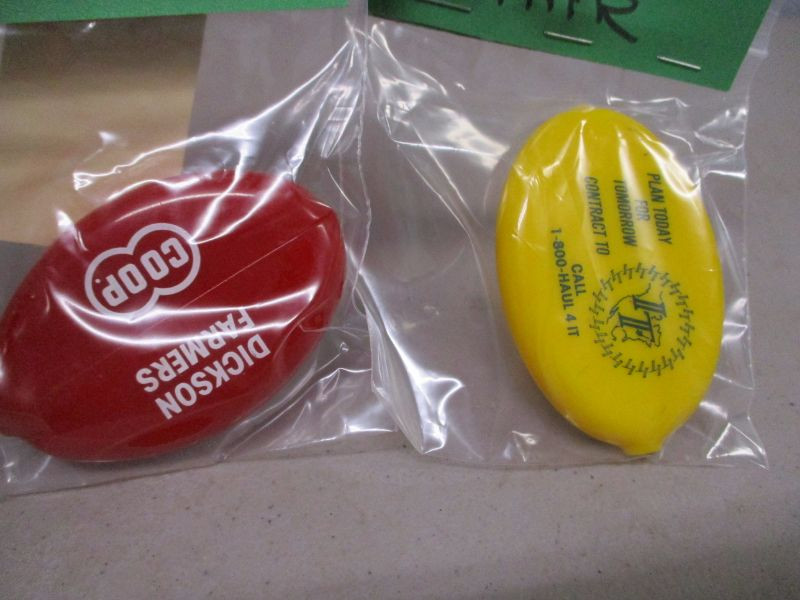 CO OP.
DICKSON
FARMERS
PLAN TODAY
FOR
TOMORROW
CONTRACT TO
CALL
1-800-HAUL 4 IT